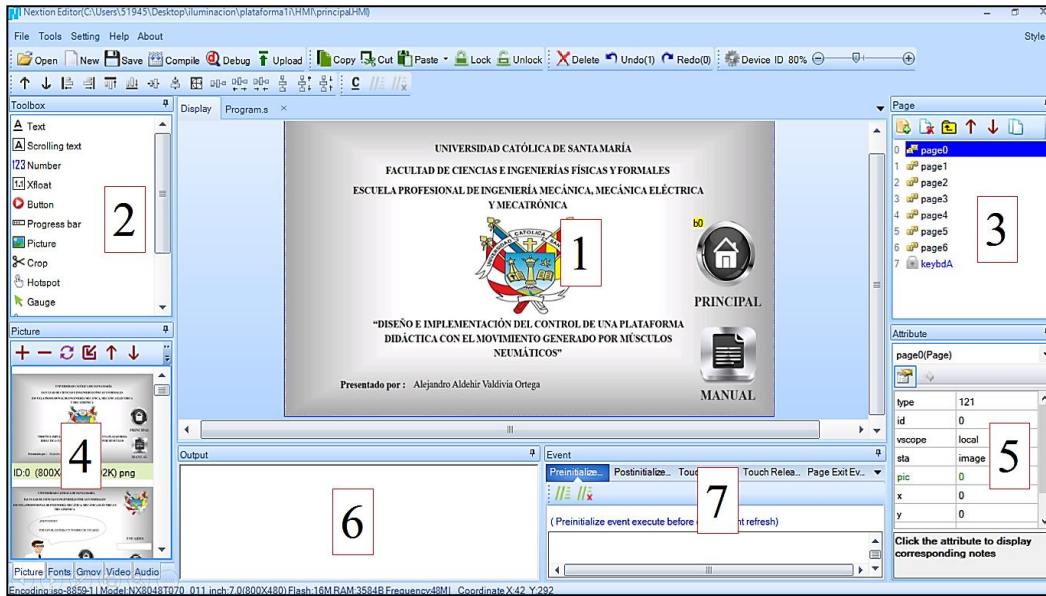 Nextion Editor(C:\Users\51945\Desktop\iluminacion\plataforma1i\HMI\principal.HMI)
File Tools Setting Help About
Style
Open New Save Compile Debug Upload Copy Cut Paste Lock Unlock Delete Undo(1) Redo(0) Device ID 80%
Toolbox
Text
Scrolling text
123 Number
1.1 Xfloat
Button
Progress bar
Picture
Crop
Hotspot
Gauge
2
Picture
4
ID:0 (800X
2K) png
Picture Fonts Gmov Video Audio
Display Program.s
UNIVERSIDAD CATÓLICA DE SANTA MARÍA
FACULTAD DE CIENCIAS E INGENIERÍAS FÍSICAS Y FORMALES
ESCUELA PROFESIONAL DE INGENIERÍA MECÁNICA, MECÁNICA ELÉCTRICA
Y MECATRÓNICA
1
b0
PRINCIPAL
“DISEÑO E IMPLEMENTACIÓN DEL CONTROL DE UNA PLATAFORMA
DIDÁCTICA CON EL MOVIMIENTO GENERADO POR MÚSCULOS
NEUMÁTICOS”
Presentado por : Alejandro Aldehir Valdivia Ortega
MANUAL
Output
6
Event
Preinitialize... Postinitialize... Touc Touch Relea... Page Exit Ev...
7
( Preinitialize event execute before nt refresh)
Page
0 page0
1 page1
2 page2
3 page3
4 page4
5 page5
6 page6
7 keybdA
3
Attribute
page0(Page)
type 121
id 0
vscope local
sta image
pic 0
x 0
y 0
5
Click the attribute to display
corresponding notes
Encoding:iso-8859-1 Model:NX8048T070_011 inch:7.0(800X480) Flash:16M RAM:3584B Frequency:48M Coordinate X:42 Y:292